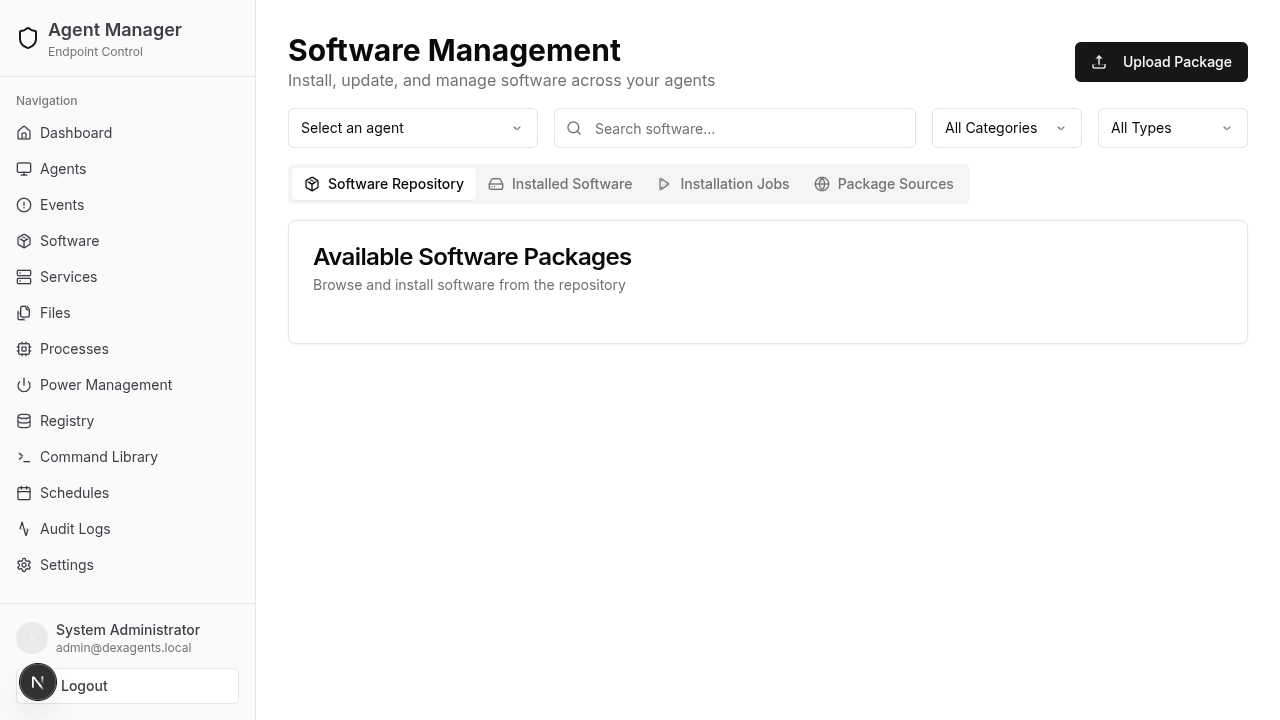 Agent Manager
Endpoint Control
Navigation
Dashboard
Agents
Events
Software
Services
Files
Processes
Power Management
Registry
Command Library
Schedules
Audit Logs
Settings
System Administrator
admin@dexagents.local
N
Logout
Software Management
Install, update, and manage software across your agents
Upload Package
Select an agent
Search software...
All Categories
All Types
Software Repository
Installed Software
Installation Jobs
Package Sources
Available Software Packages
Browse and install software from the repository